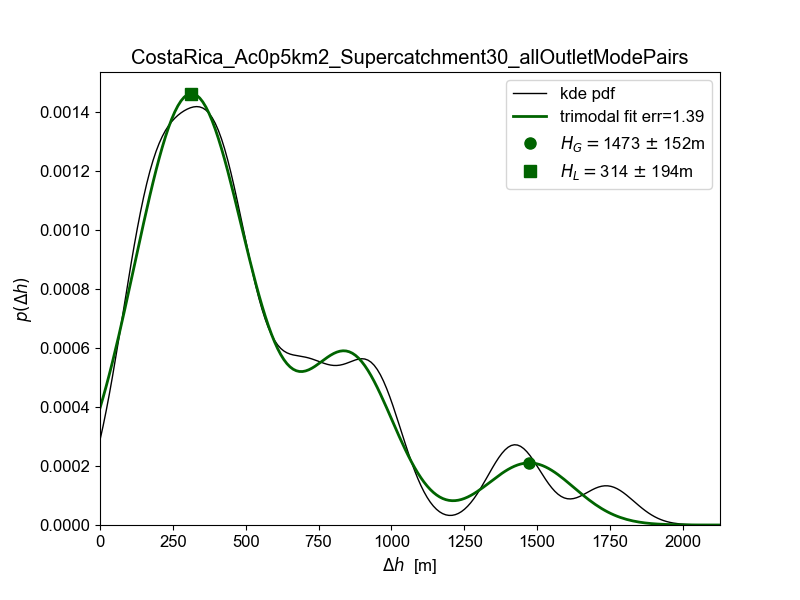 CostaRica_Ac0p5km2_Supercatchment30_allOutletModePairs
kde pdf
trimodal fit err=1.39
H_G = 1473 ± 152m
H_L = 314 ± 194m
p(Δh)
0.0014
0.0012
0.0010
0.0008
0.0006
0.0004
0.0002
0.0000
0 250 500 750 1000 1250 1500 1750 2000
Δh [m]